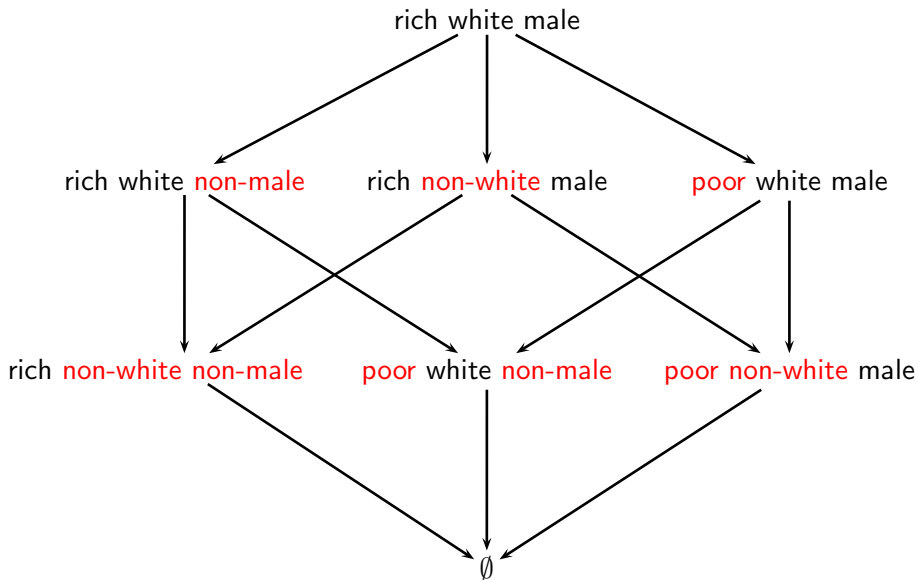 rich white male
rich white non-male rich non-white male poor white male
rich non-white non-male poor white non-male poor non-white male
∅